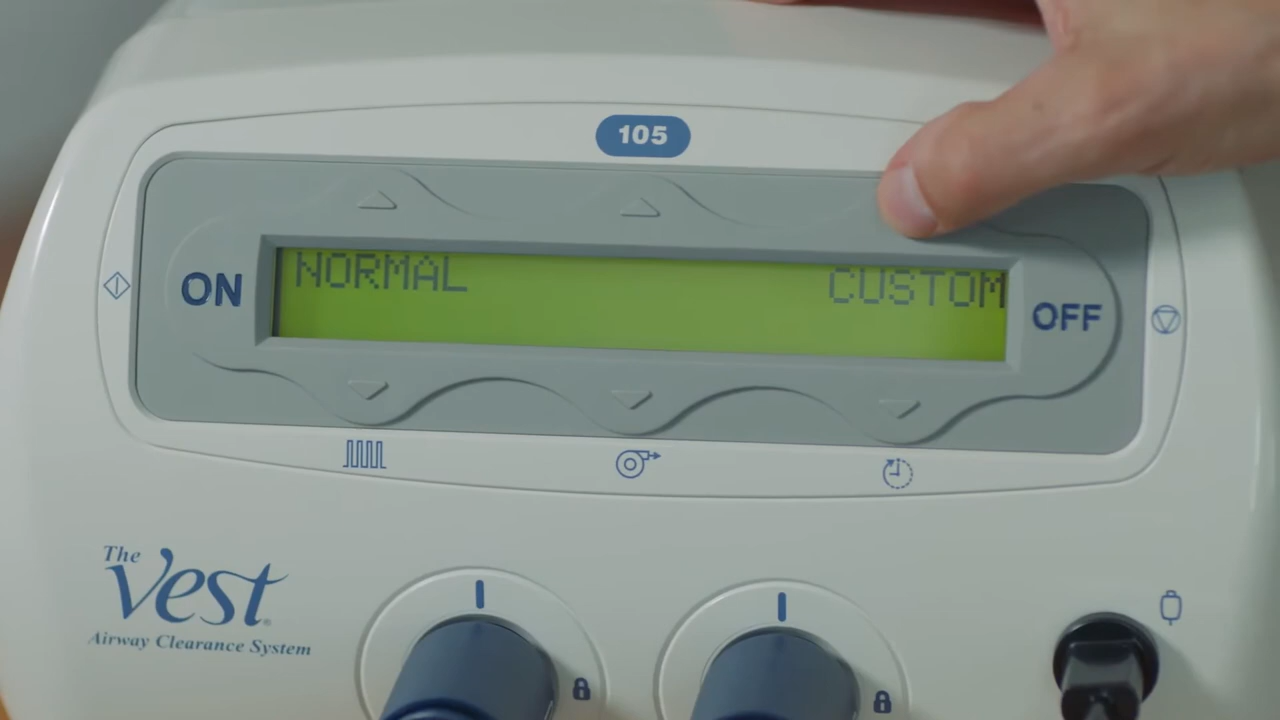 105
NORMAL CUSTOM
ON OFF
The
Vest®
Airway Clearance System